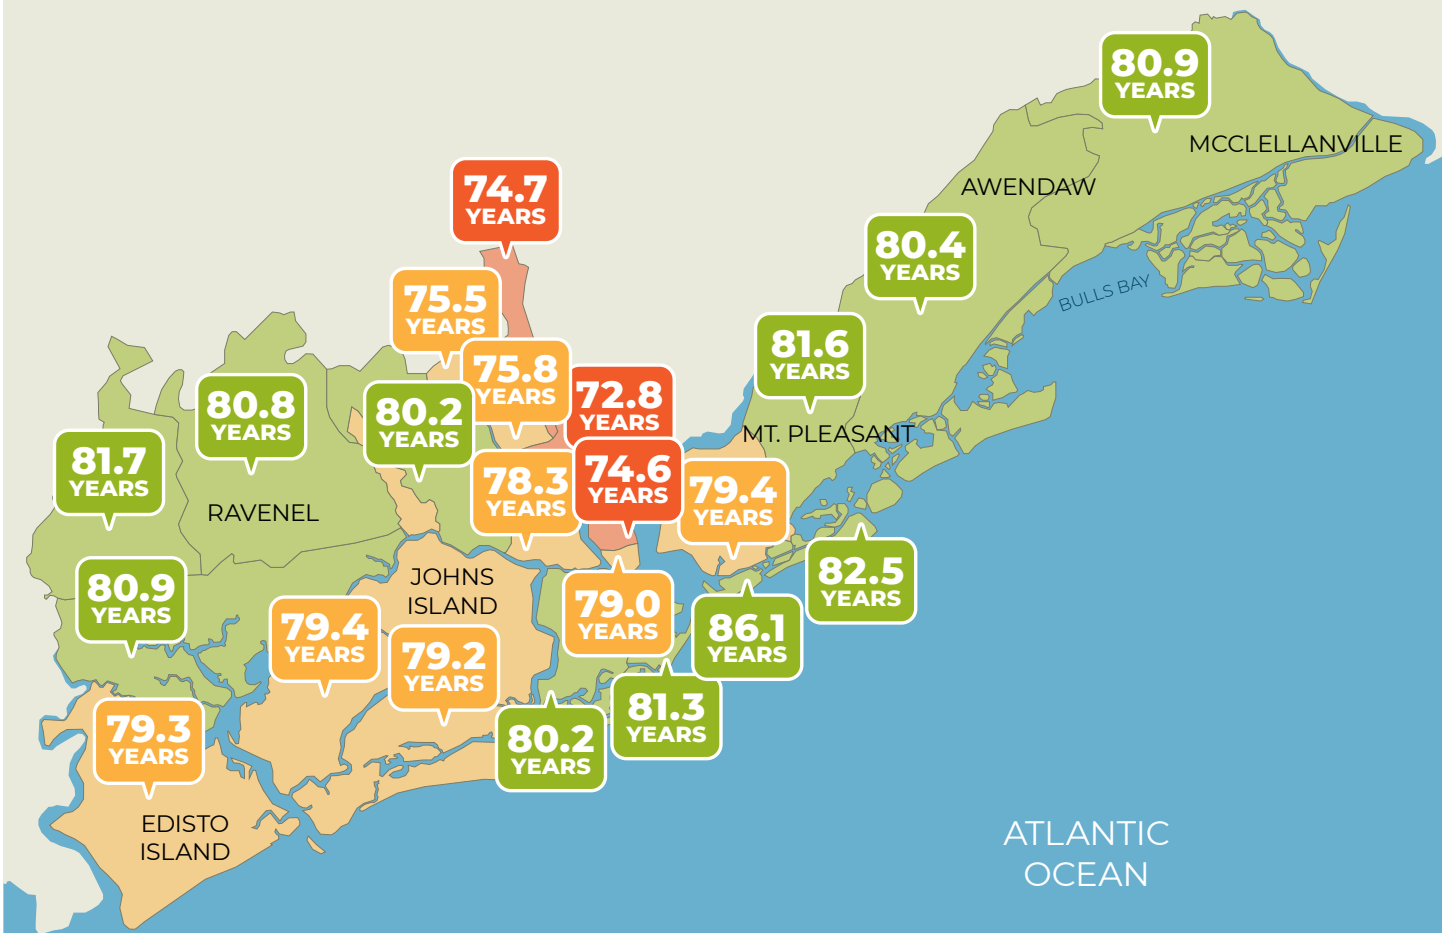 80.9
YEARS
MCCLELLANVILLE
74.7
YEARS
AWENDAW
80.4
YEARS
75.5
YEARS
BULLS BAY
81.6
YEARS
75.8
YEARS
72.8
YEARS
80.8
YEARS
80.2
YEARS
MT. PLEASANT
81.7
YEARS
78.3
YEARS
74.6
YEARS
79.4
YEARS
RAVENEL
80.9
YEARS
JOHNS
ISLAND
79.0
YEARS
82.5
YEARS
79.4
YEARS
79.2
YEARS
86.1
YEARS
79.3
YEARS
80.2
YEARS
81.3
YEARS
EDISTO
ISLAND
ATLANTIC
OCEAN